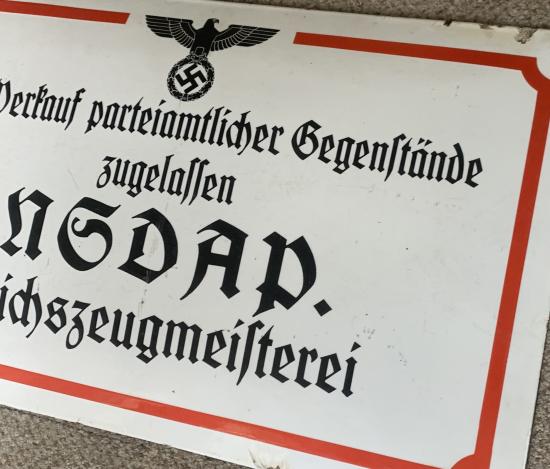 Verkauf parteiamtlicher Gegenſtände
zugelaſſen
NSDAP.
ichszeugmeiſterei